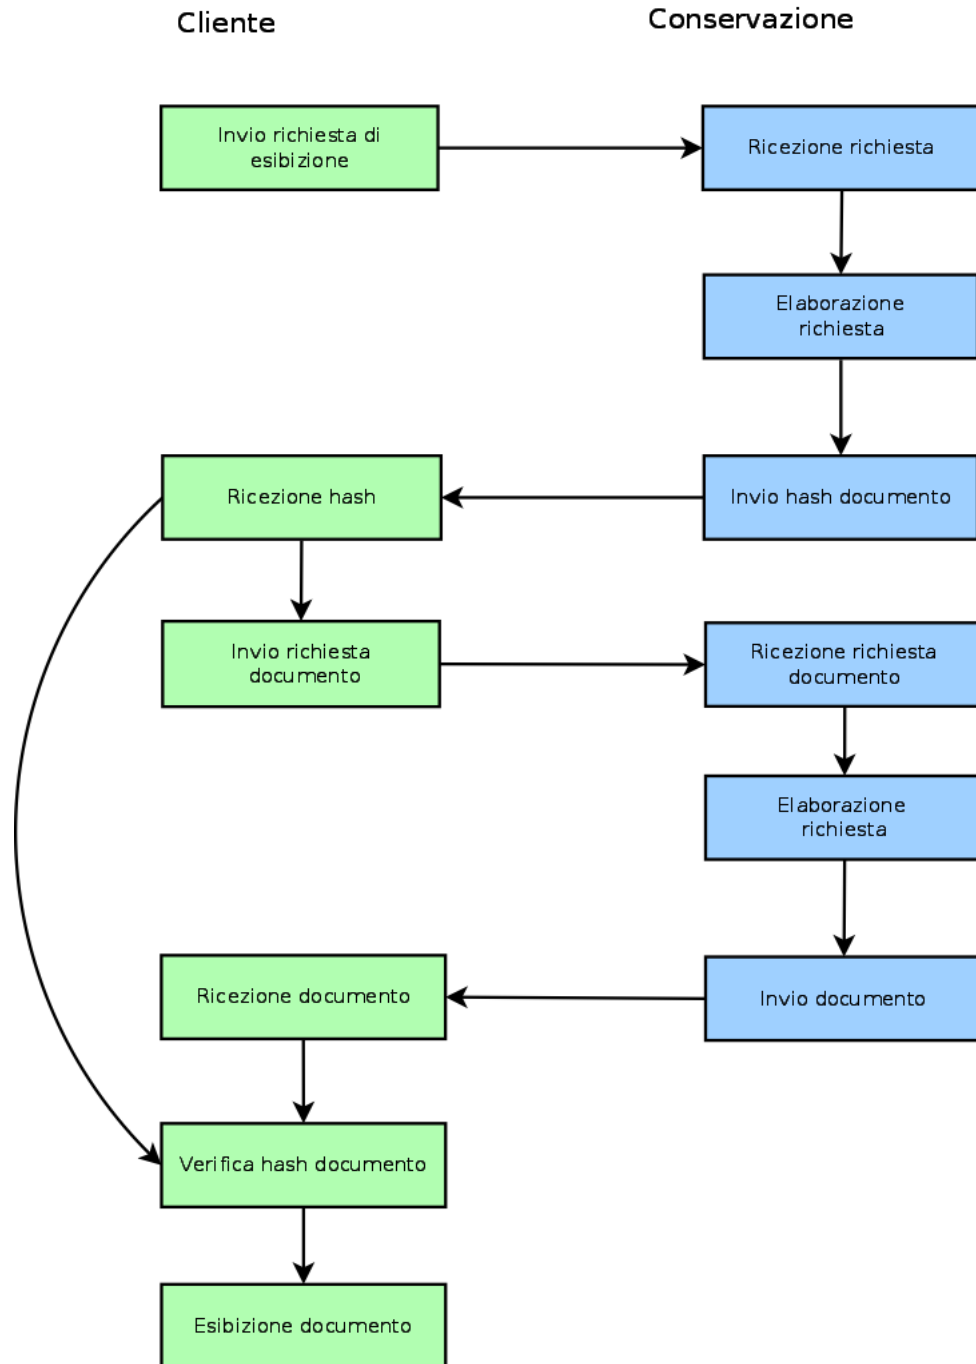 Cliente
Conservazione
Invio richiesta di
esibizione
Ricezione richiesta
Elaborazione
richiesta
Ricezione hash
Invio hash documento
Invio richiesta
documento
Ricezione richiesta
documento
Elaborazione
richiesta
Ricezione documento
Invio documento
Verifica hash documento
Esibizione documento